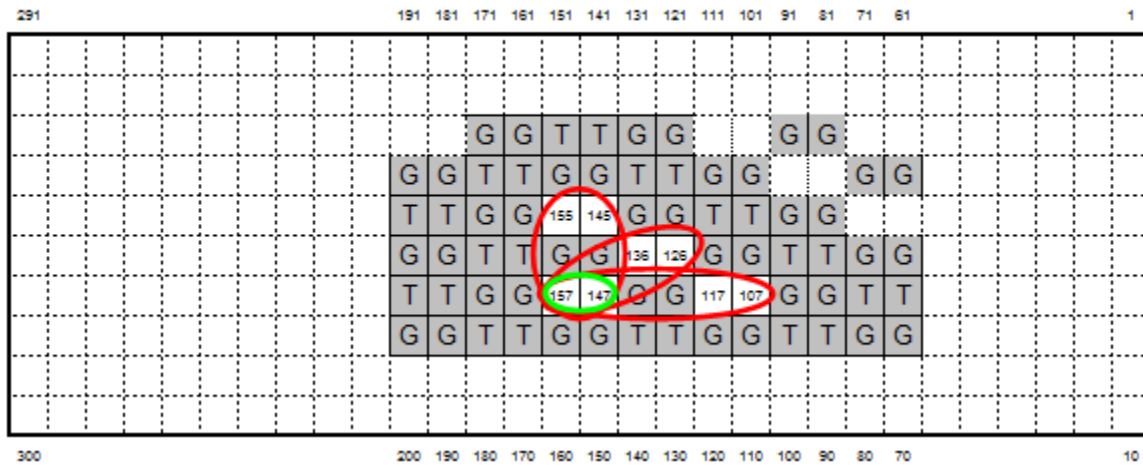 291 191 181 171 161 151 141 131 121 111 101 91 81 71 61 1
G G T T G G G G
G G T T G G T T G G G G
T T G G 155 145 G G T T G G
G G T T G G 136 126 G G T T G G
T T G G 157 147 G G 117 107 G G T T
G G T T G G T T G G T T G G
300 200 190 180 170 160 150 140 130 120 110 100 90 80 70 10